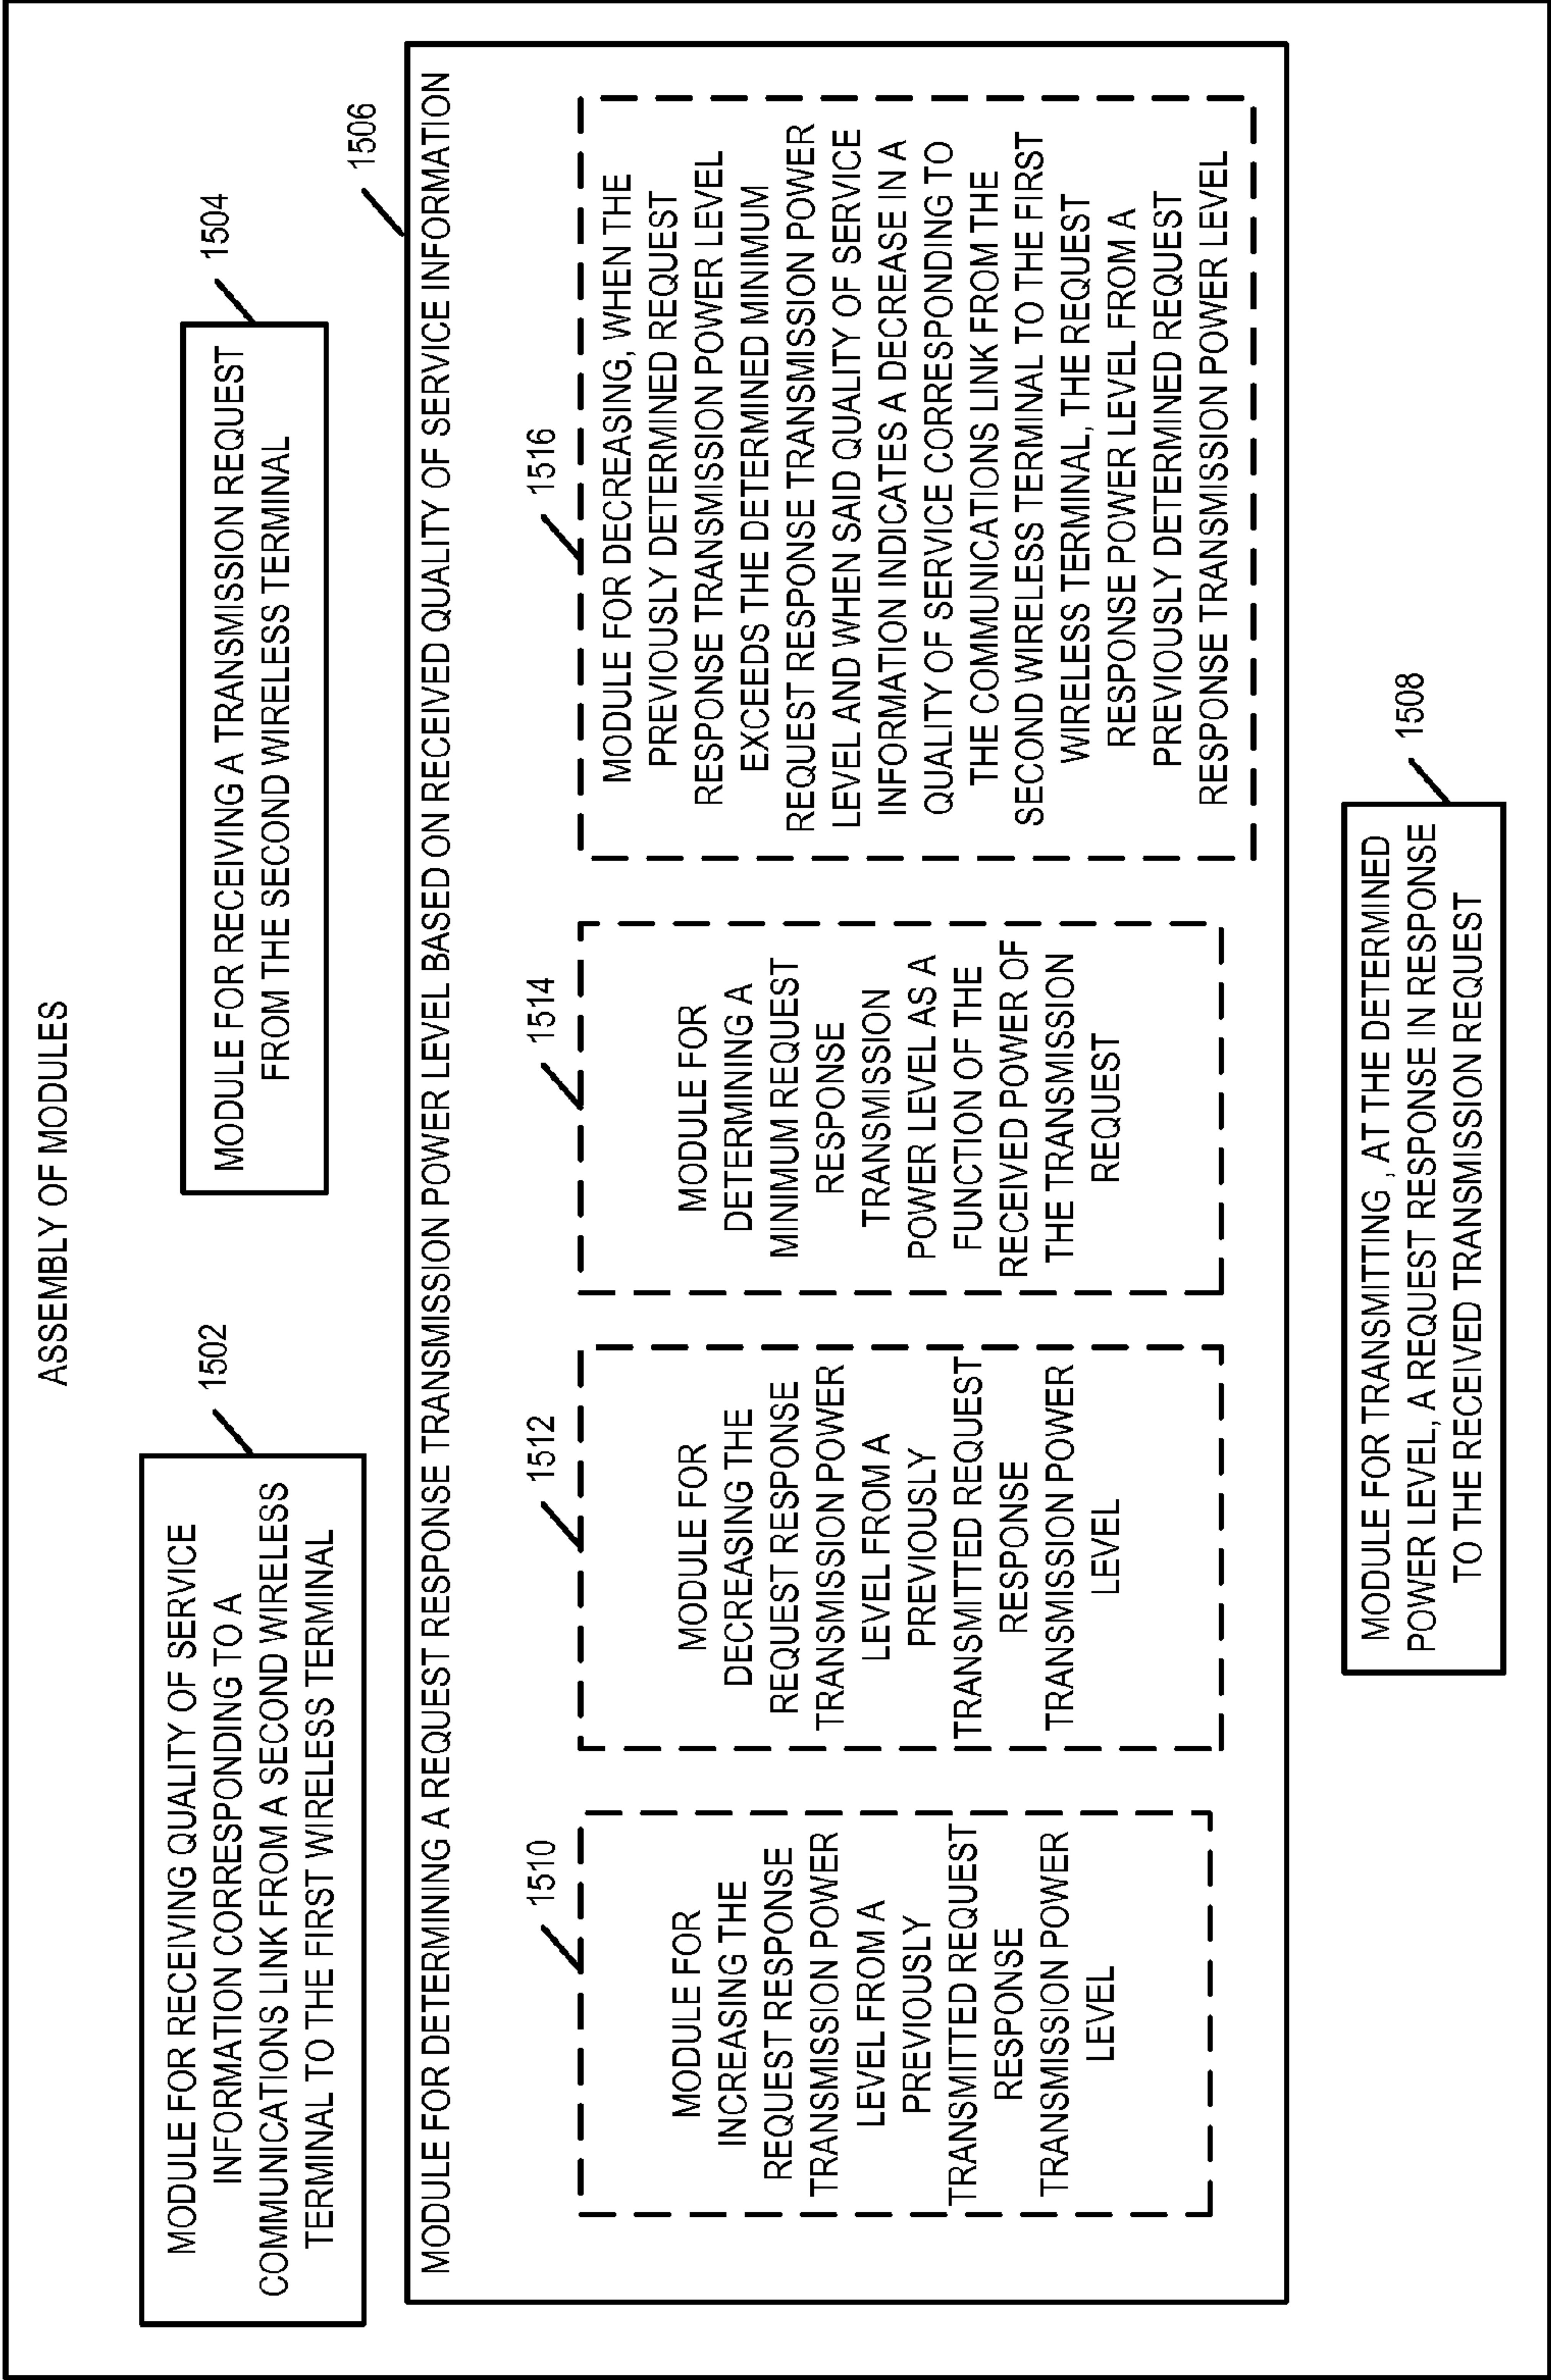 ASSEMBLY OF MODULES
1502
MODULE FOR RECEIVING QUALITY OF SERVICE
INFORMATION CORRESPONDING TO A
COMMUNICATIONS LINK FROM A SECOND WIRELESS
TERMINAL TO THE FIRST WIRELESS TERMINAL
1504
MODULE FOR RECEIVING A TRANSMISSION REQUEST
FROM THE SECOND WIRELESS TERMINAL
1506
MODULE FOR DETERMINING A REQUEST RESPONSE TRANSMISSION POWER LEVEL BASED ON RECEIVED QUALITY OF SERVICE INFORMATION
1510
MODULE FOR
INCREASING THE
REQUEST RESPONSE
TRANSMISSION POWER
LEVEL FROM A
PREVIOUSLY
TRANSMITTED REQUEST
RESPONSE
TRANSMISSION POWER
LEVEL
1512
MODULE FOR
DECREASING THE
REQUEST RESPONSE
TRANSMISSION POWER
LEVEL FROM A
PREVIOUSLY
TRANSMITTED REQUEST
RESPONSE
TRANSMISSION POWER
LEVEL
1514
MODULE FOR
DETERMINING A
MINIMUM REQUEST
RESPONSE
TRANSMISSION
POWER LEVEL AS A
FUNCTION OF THE
RECEIVED POWER OF
THE TRANSMISSION
REQUEST
1516
MODULE FOR DECREASING, WHEN THE
PREVIOUSLY DETERMINED REQUEST
RESPONSE TRANSMISSION POWER LEVEL
EXCEEDS THE DETERMINED MINIMUM
REQUEST RESPONSE TRANSMISSION POWER
LEVEL AND WHEN SAID QUALITY OF SERVICE
INFORMATION INDICATES A DECREASE IN A
QUALITY OF SERVICE CORRESPONDING TO
THE COMMUNICATIONS LINK FROM THE
SECOND WIRELESS TERMINAL TO THE FIRST
WIRELESS TERMINAL, THE REQUEST
RESPONSE POWER LEVEL FROM A
PREVIOUSLY DETERMINED REQUEST
RESPONSE TRANSMISSION POWER LEVEL
1508
MODULE FOR TRANSMITTING , AT THE DETERMINED
POWER LEVEL, A REQUEST RESPONSE IN RESPONSE
TO THE RECEIVED TRANSMISSION REQUEST